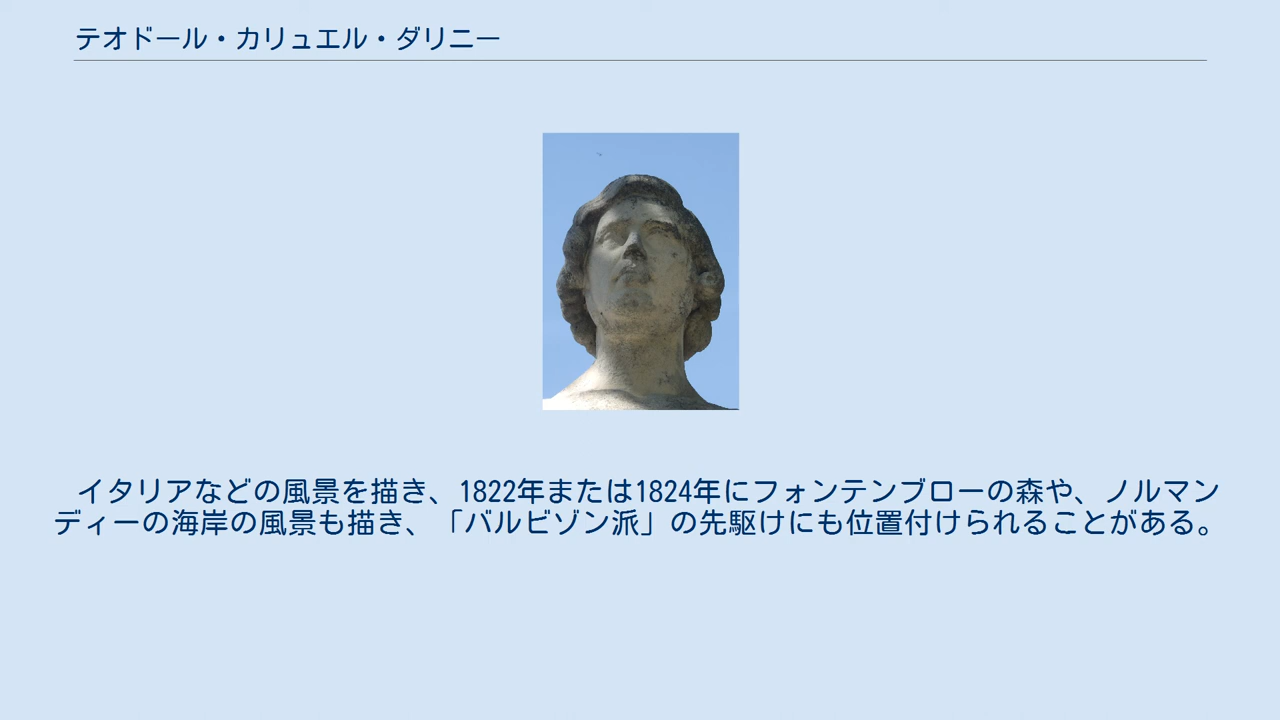 テオドール・カリュエル・ダリニー
イタリアなどの風景を描き、1822年または1824年にフォンテンブローの森や、ノルマン
ディーの海岸の風景も描き、「バルビゾン派」の先駆けにも位置付けられることがある。